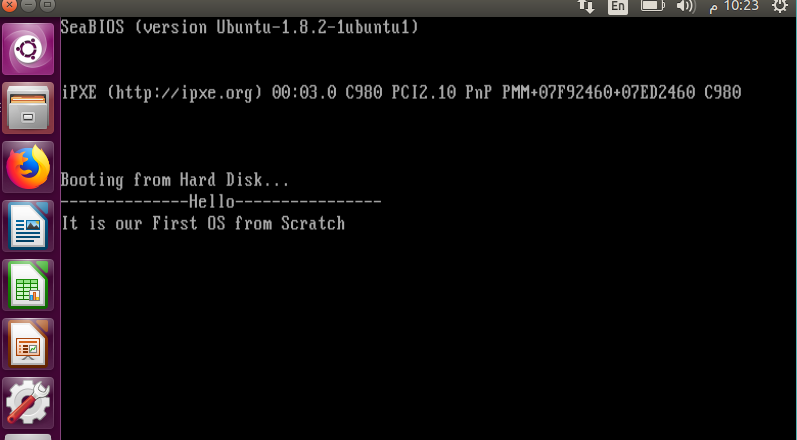 En م 10:23
SeaBIOS (version Ubuntu-1.8.2-1ubuntu1)
iPXE (http://ipxe.org) 00:03.0 C980 PCI2.10 PnP PMM+07F92460+07ED2460 C980
Booting from Hard Disk...
--------------Hello----------------
It is our First OS from Scratch